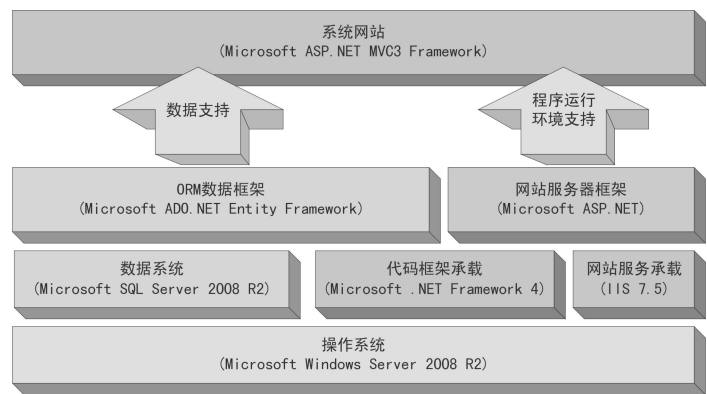 系统网站
(Microsoft ASP.NET MVC3 Framework)
数据支持
程序运行
环境支持
ORM数据框架
(Microsoft ADO.NET Entity Framework)
网站服务器框架
(Microsoft ASP.NET)
数据系统
(Microsoft SQL Server 2008 R2)
代码框架承载
(Microsoft .NET Framework 4)
网站服务承载
(IIS 7.5)
操作系统
(Microsoft Windows Server 2008 R2)